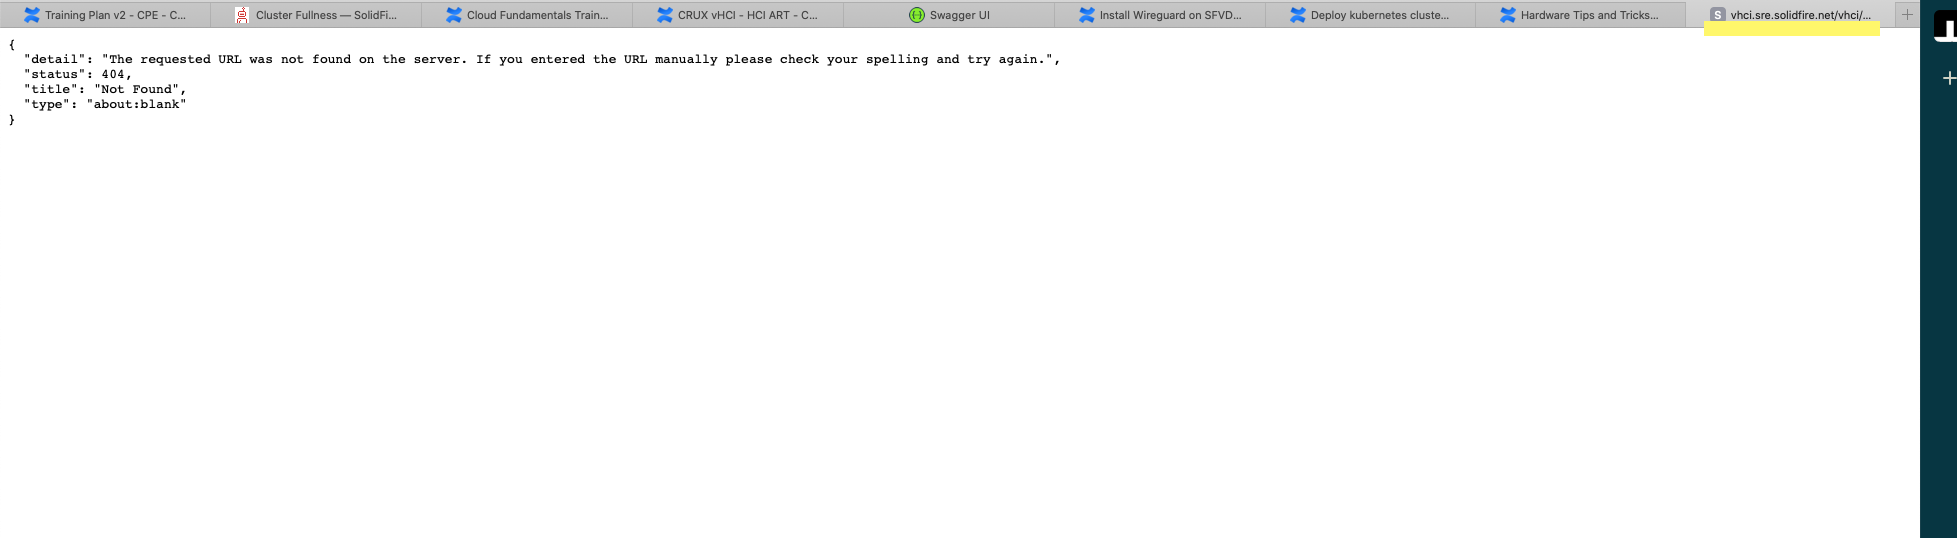 Training Plan v2 - CPE - C...
Cluster Fullness — SolidFi...
Cloud Fundamentals Train...
CRUX vHCI - HCI ART - C...
Swagger UI
Install Wireguard on SFVD...
Deploy kubernetes cluste...
Hardware Tips and Tricks...
S vhci.sre.solidfire.net/vhci/...
{
"detail": "The requested URL was not found on the server. If you entered the URL manually please check your spelling and try again.",
"status": 404,
"title": "Not Found",
"type": "about:blank"
}